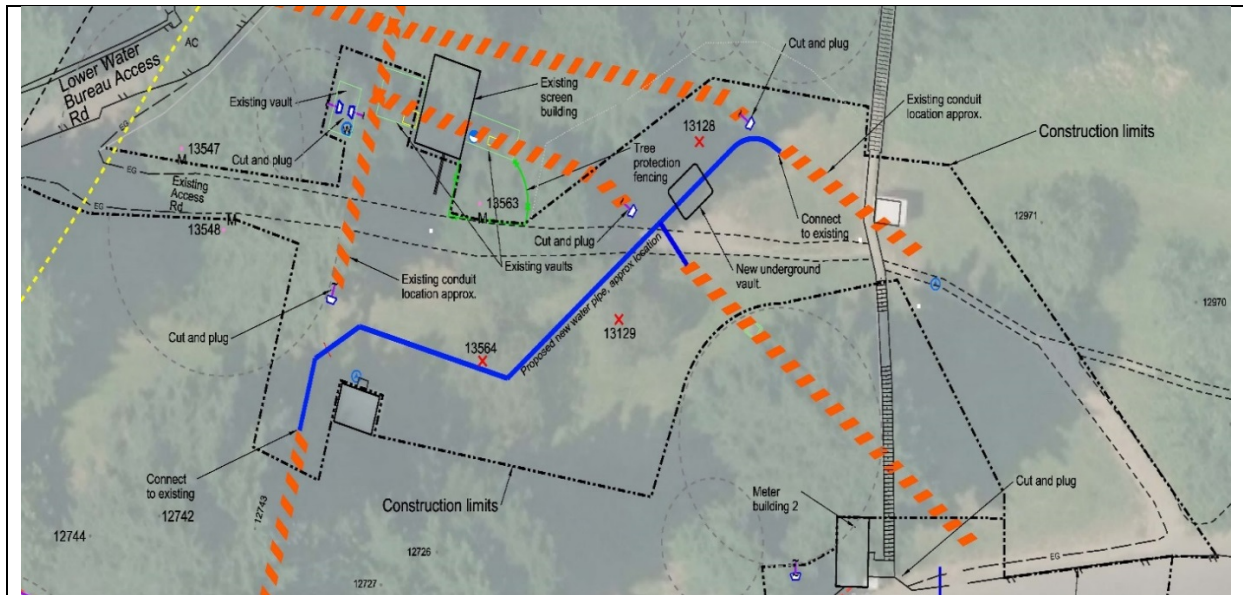 Lower Water
Bureau Access
Rd
AC
EG
Existing vault
Cut and plug
W
13547
M
EG
Existing
Access
Rd
M
13548
Existing
screen
building
Tree
protection
fencing
13563
M
Existing vaults
Cut and plug
13128
Cut and plug
Existing conduit
location approx.
Construction limits
Connect
to existing
12971
12970
New underground
vault.
Proposed new water pipe, approx location
13129
Existing conduit
location approx.
Cut and plug
13564
Connect
to existing
12743
12742
12744
Construction limits
12726
12727
Meter
building 2
Cut and plug
EG